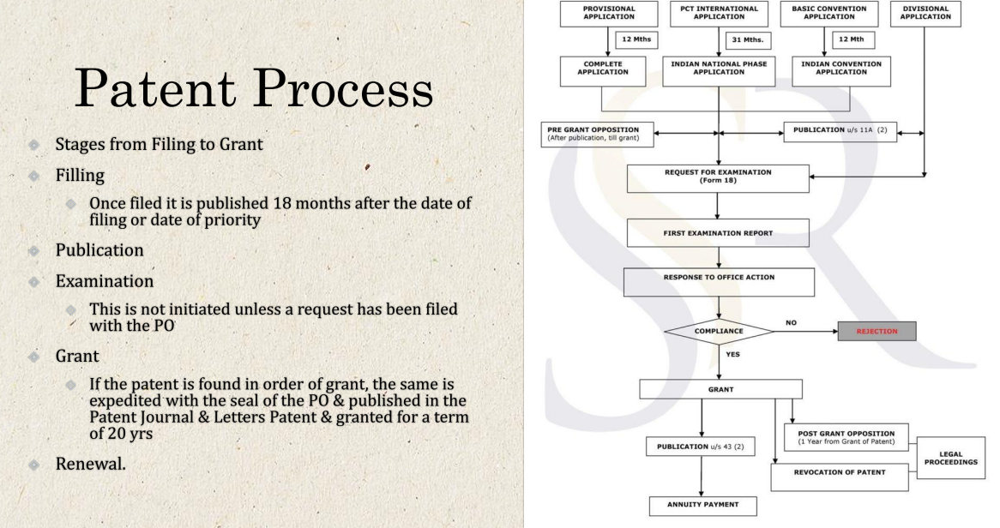 Patent Process
Stages from Filing to Grant
Filling
Once filed it is published 18 months after the date of
filing or date of priority
Publication
Examination
This is not initiated unless a request has been filed
with the PO
Grant
If the patent is found in order of grant, the same is
expedited with the seal of the PO & published in the
Patent Journal & Letters Patent & granted for a term
of 20 yrs
Renewal.
PROVISIONAL
APPLICATION
PCT INTERNATIONAL
APPLICATION
BASIC CONVENTION
APPLICATION
DIVISIONAL
APPLICATION
12 Mths
31 Mths.
12 Mth
COMPLETE
APPLICATION
INDIAN NATIONAL PHASE
APPLICATION
INDIAN CONVENTION
APPLICATION
PRE GRANT OPPOSITION
(After publication, till grant)
PUBLICATION u/s 11A (2)
REQUEST FOR EXAMINATION
(Form 18)
FIRST EXAMINATION REPORT
RESPONSE TO OFFICE ACTION
COMPLIANCE
NO
REJECTION
YES
GRANT
POST GRANT OPPOSITION
(1 Year from Grant of Patent)
PUBLICATION u/s 43 (2)
LEGAL
PROCEEDINGS
REVOCATION OF PATENT
ANNUITY PAYMENT